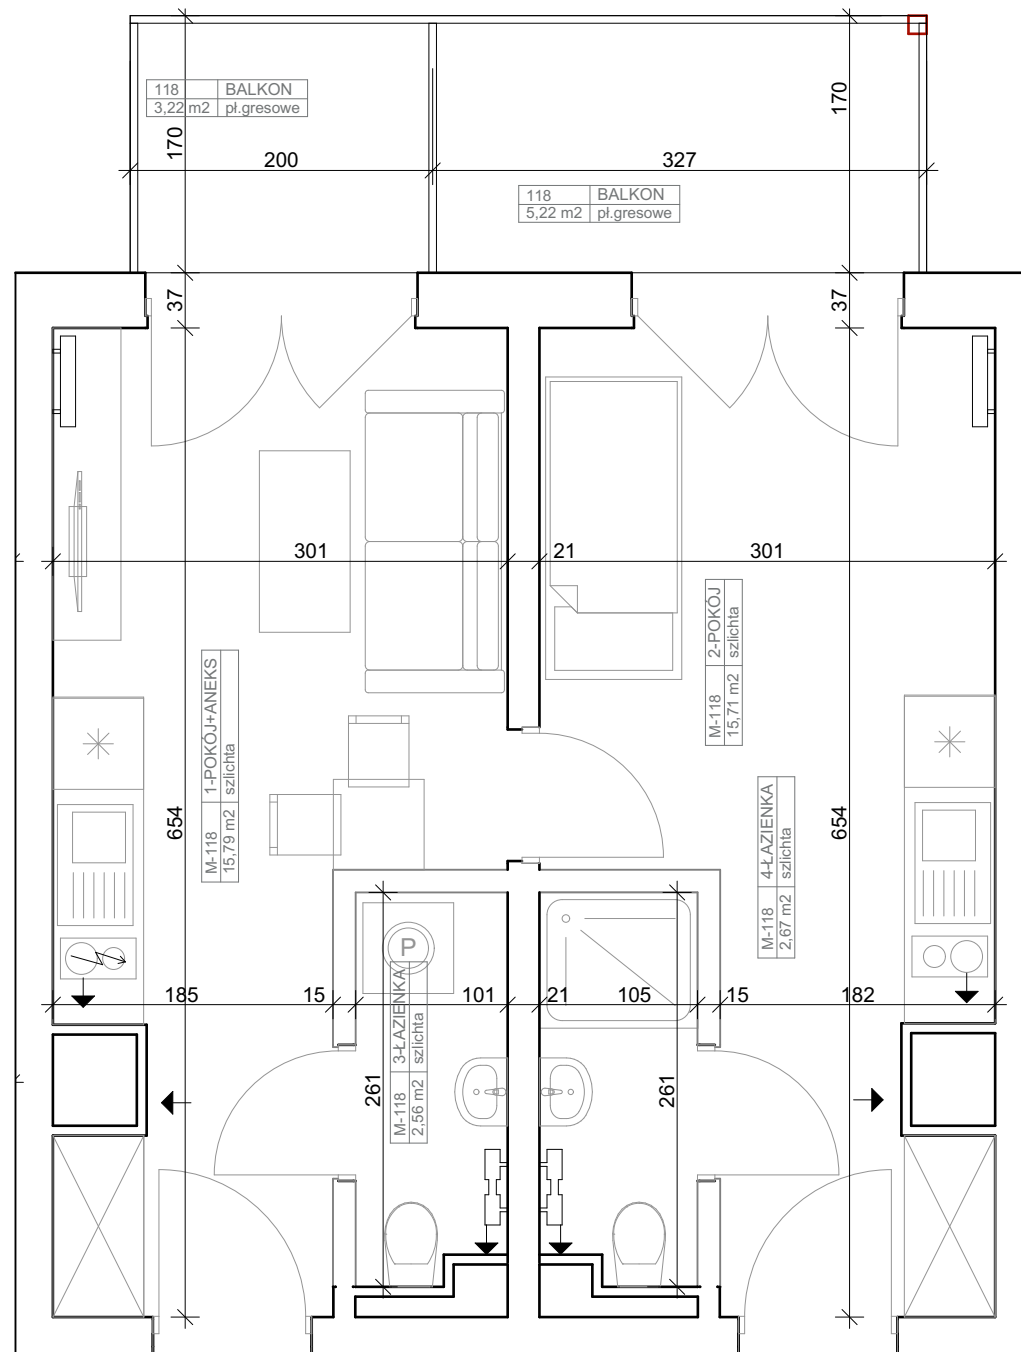 118 BALKON
3,22 m2 pł.gresowe
170
170
200
327
118 BALKON
5,22 m2 pł.gresowe
37
37
301
21
301
M-118 1-POKÓJ+ANEKS
15,79 m2 szlichta
M-118 2-POKÓJ
15,71 m2 szlichta
654
654
M-118 4-ŁAZIENKA
2,67 m2 szlichta
P
185
15
101
21
105
15
182
M-118 3-ŁAZIENKA
2,56 m2 szlichta
261
261